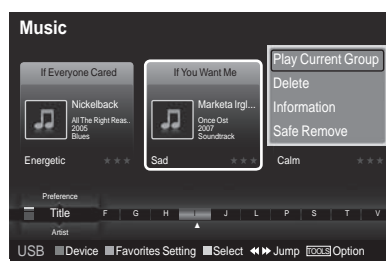 Music
If Everyone Cared
Nickelback
All The Right Reas..
2005
Blues
Energetic ★★★
If You Want Me
Marketa Irgl...
Once Ost
2007
Soundtrack
Sad ★★★
Play Current Group
Delete
Information
Safe Remove
Calm ★★★
Preference
Title F G H I J L P S T V
Artist
USB Device Favorites Setting Select Jump TOOLS Option